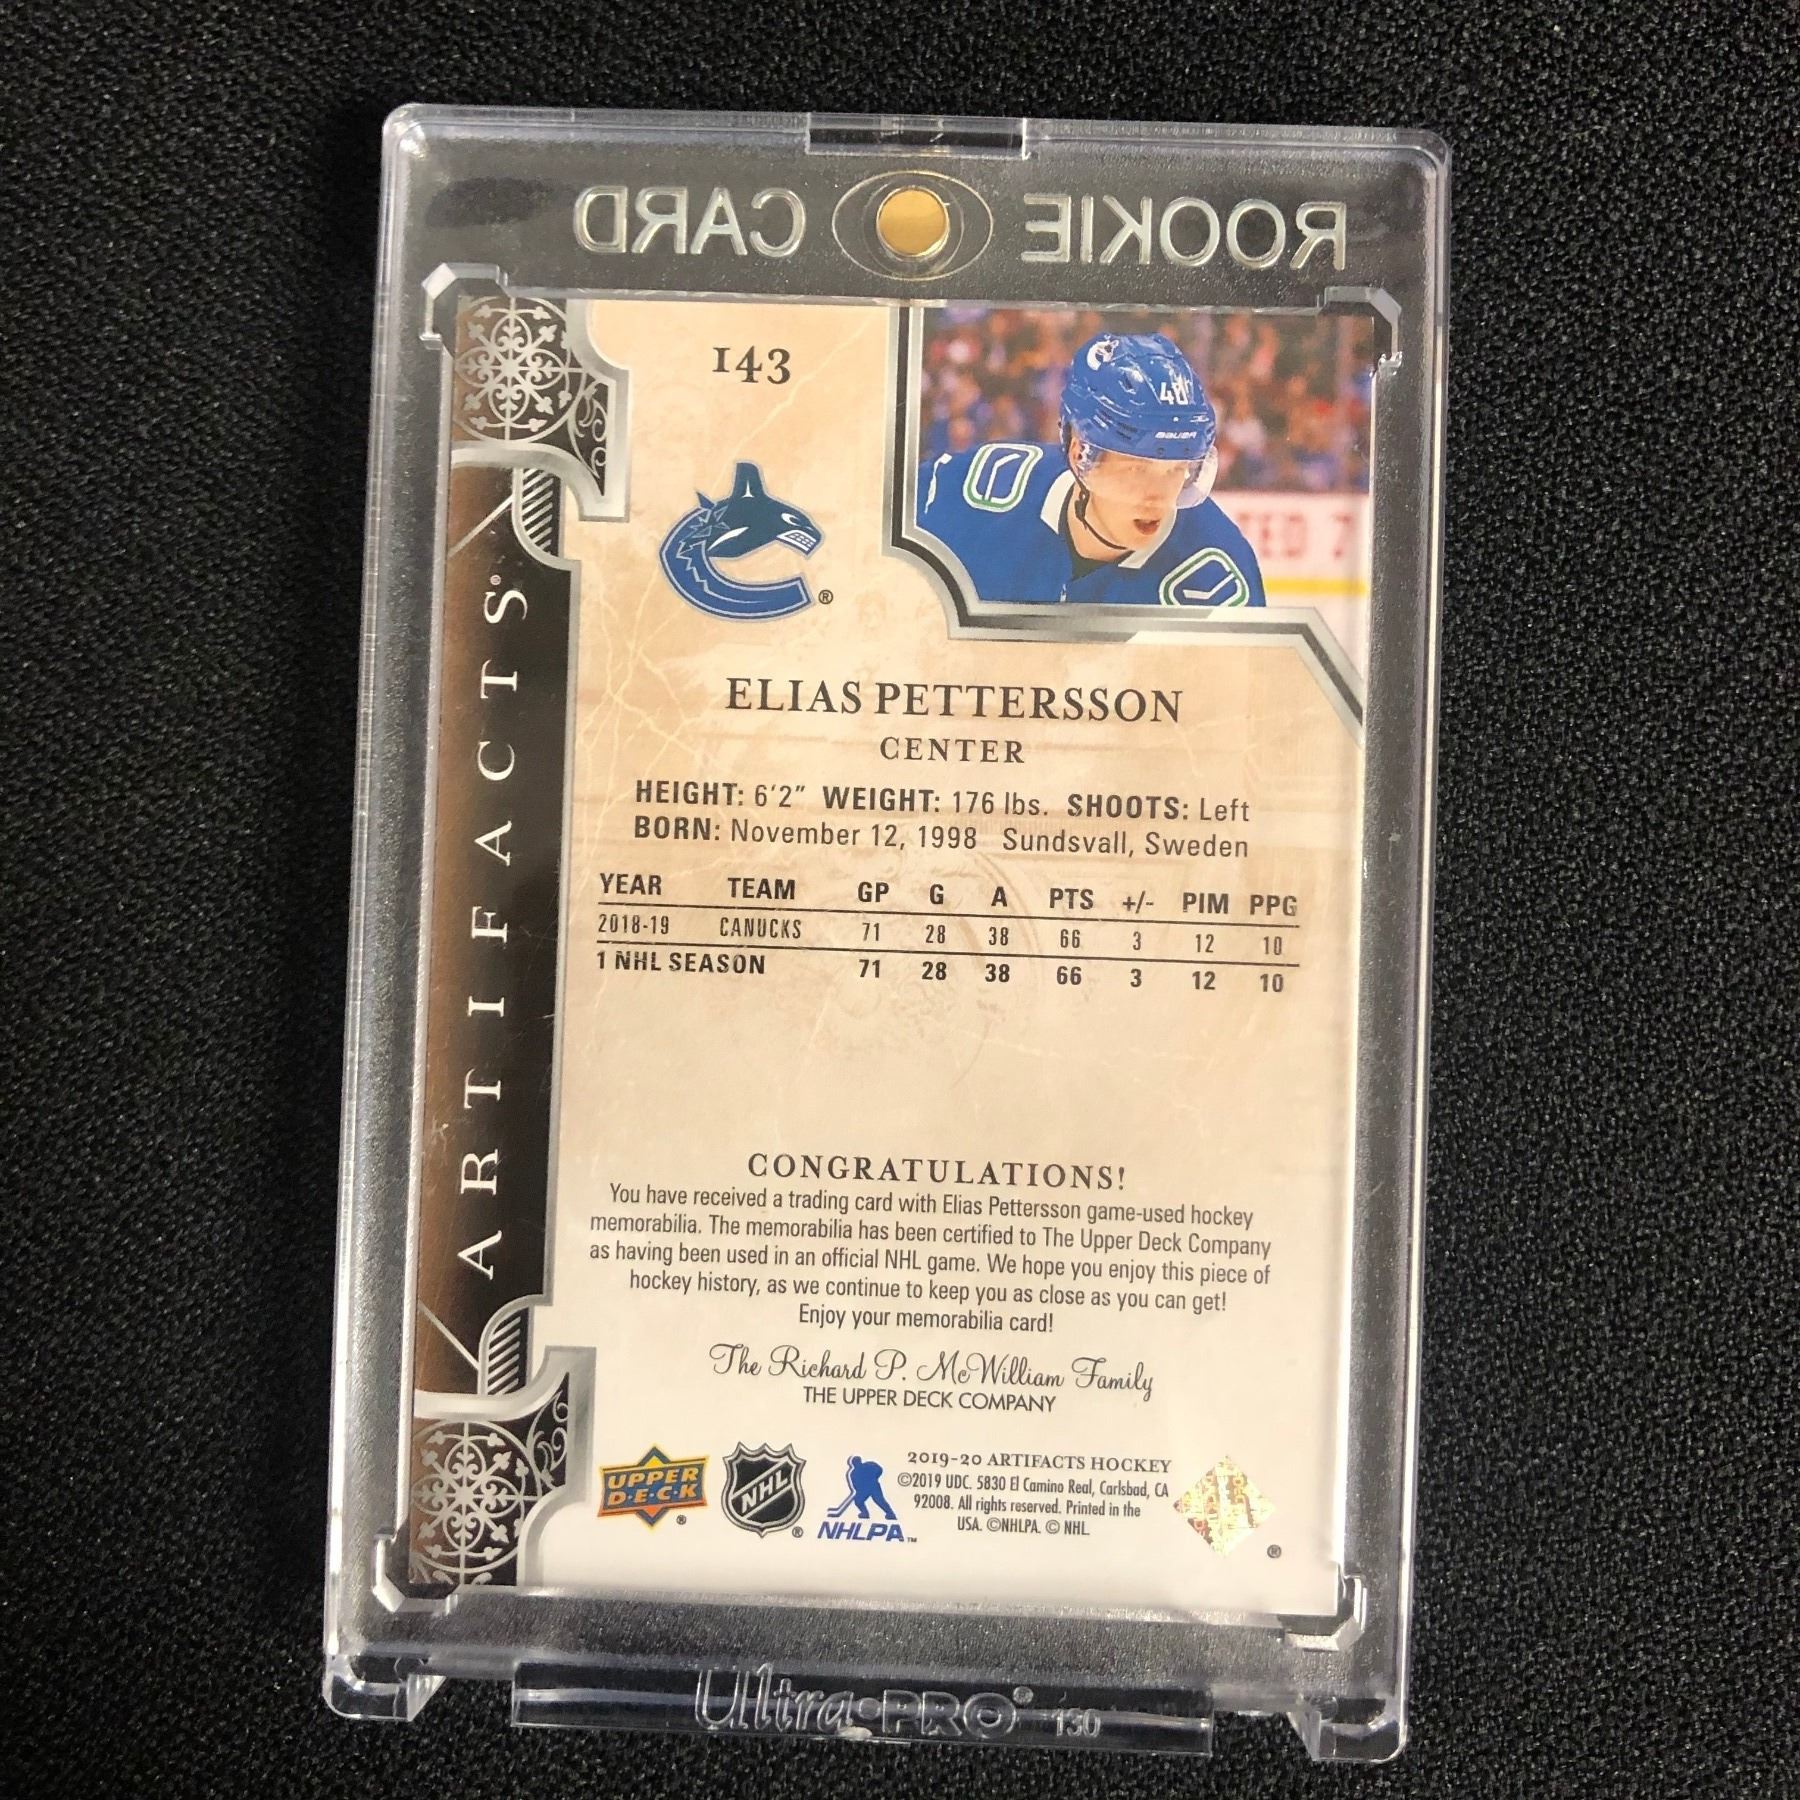 ROOKIE CARD
143
40
BAUER
®
ELIAS PETTERSSON
CENTER
HEIGHT: 6'2" WEIGHT: 176 lbs. SHOOTS: Left
BORN: November 12, 1998 Sundsvall, Sweden
YEAR TEAM GP G A PTS +/- PIM PPG
2018-19 CANUCKS 71 28 38 66 3 12 10
1 NHL SEASON 71 28 38 66 3 12 10
ARTIFACTS®
CONGRATULATIONS!
You have received a trading card with Elias Pettersson game-used hockey
memorabilia. The memorabilia has been certified to The Upper Deck Company
as having been used in an official NHL game. We hope you enjoy this piece of
hockey history, as we continue to keep you as close as you can get!
Enjoy your memorabilia card!
The Richard P. McWilliam Family
THE UPPER DECK COMPANY
UPPER
D·E·C·K ®
NHL ®
NHLPA™
2019-20 ARTIFACTS HOCKEY
©2019 UDC. 5830 El Camino Real, Carlsbad, CA
92008. All rights reserved. Printed in the
USA. ©NHLPA. © NHL.
®
Ultra·PRO® 130